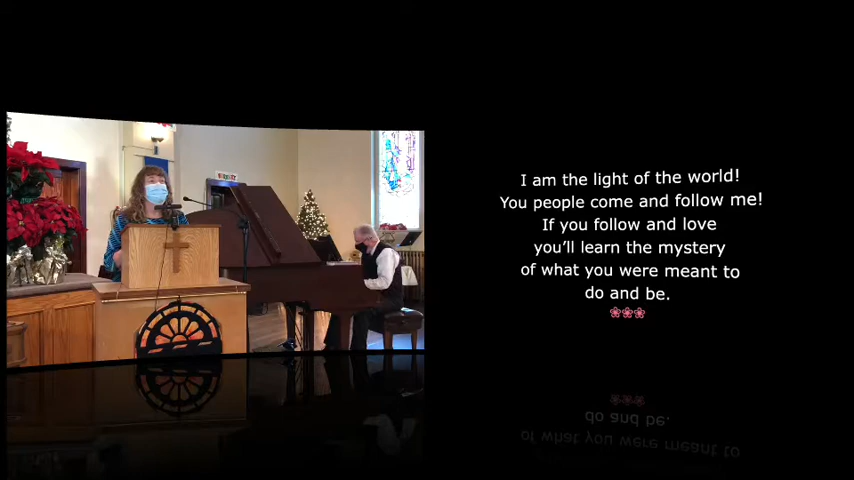 I am the light of the world!
You people come and follow me!
If you follow and love
you’ll learn the mystery
of what you were meant to
do and be.